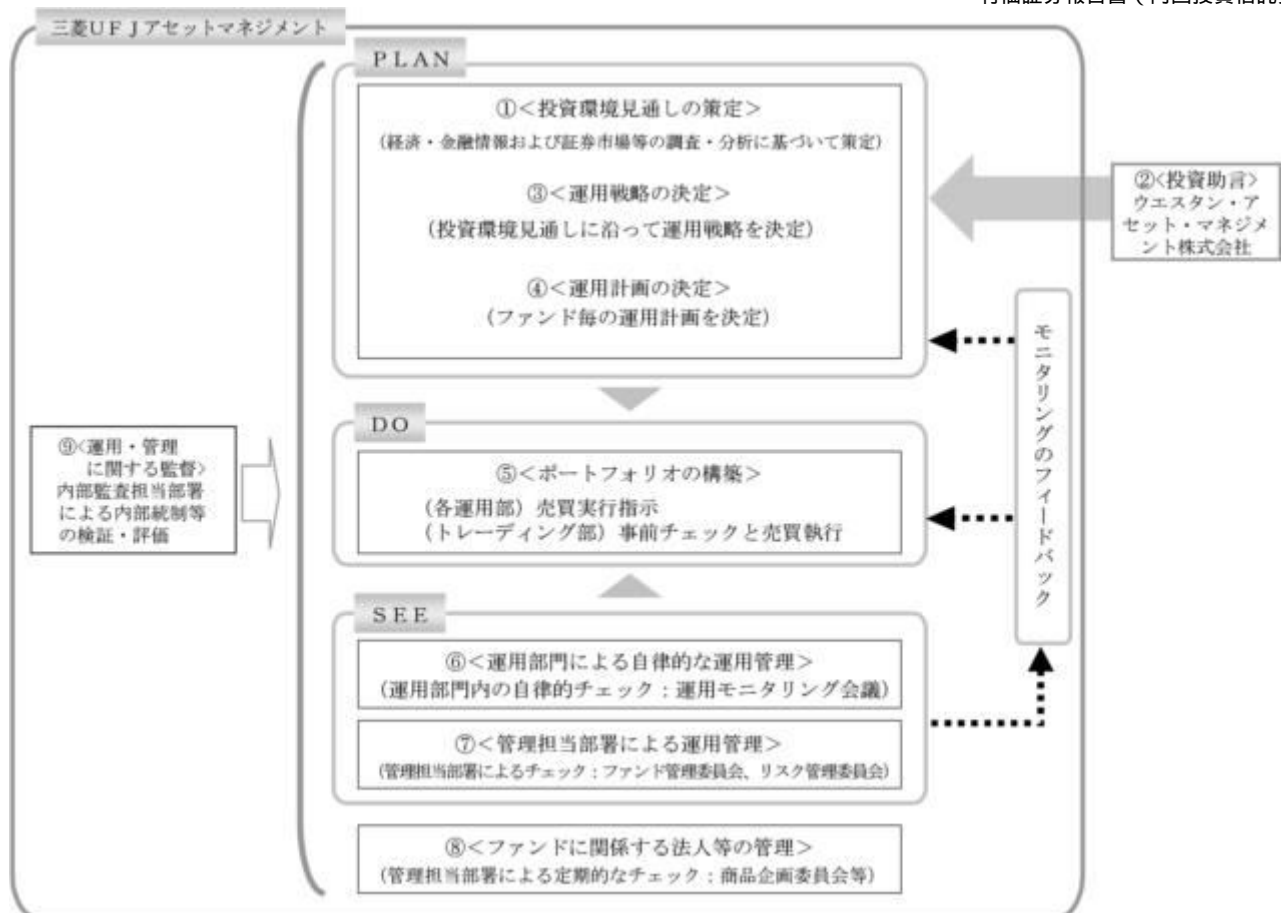 三菱UFJアセットマネジメント
PLAN
①<投資環境見通しの策定>
(経済・金融情報および証券市場等の調査・分析に基づいて策定)
③<運用戦略の決定>
(投資環境見通しに沿って運用戦略を決定)
④<運用計画の決定>
(ファンド毎の運用計画を決定)
②<投資助言>
ウエスタン・ア
セット・マネジメ
ント株式会社
モニタリングのフィードバック
DO
⑤<ポートフォリオの構築>
(各運用部)売買実行指示
(トレーディング部)事前チェックと売買執行
⑨<運用・管理
に関する監督>
内部監査担当部署
による内部統制等
の検証・評価
SEE
⑥<運用部門による自律的な運用管理>
(運用部門内の自律的チェック:運用モニタリング会議)
⑦<管理担当部署による運用管理>
(管理担当部署によるチェック:ファンド管理委員会、リスク管理委員会)
⑧<ファンドに関係する法人等の管理>
(管理担当部署による定期的なチェック:商品企画委員会等)